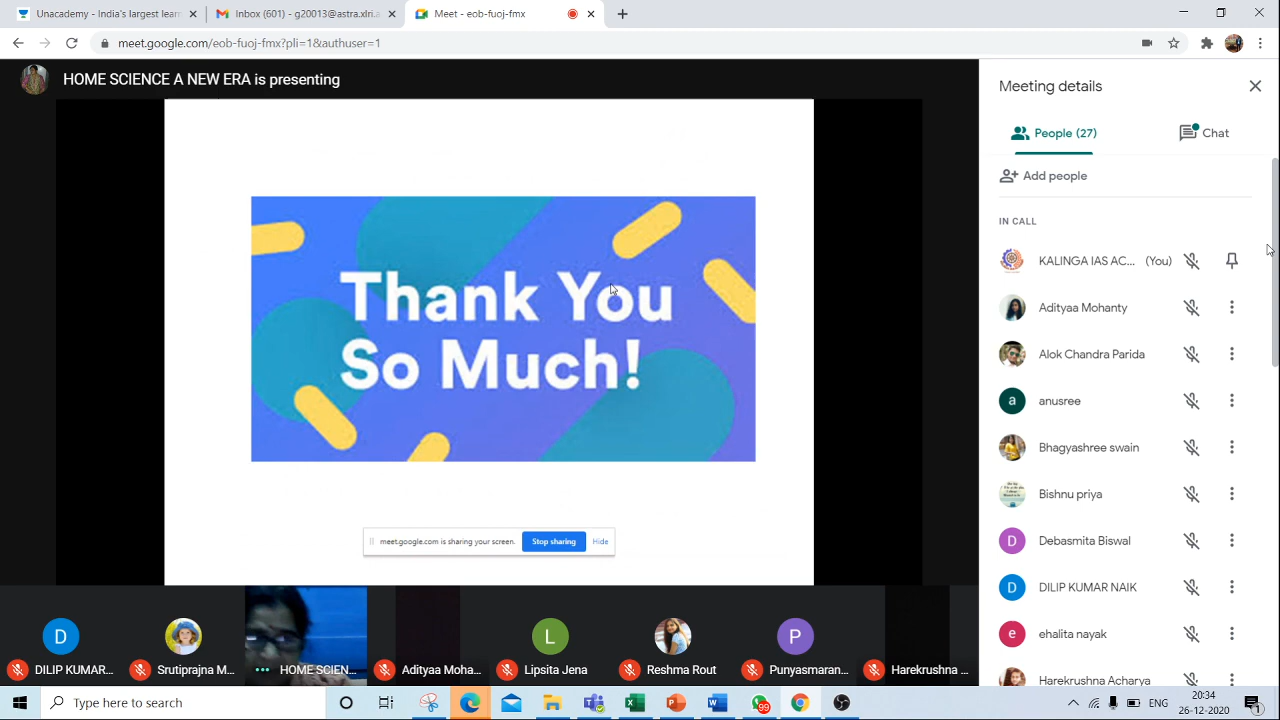 Unacademy - India's largest learn
Inbox (601) - g20013@astra.xlri.a
Meet - eob-fuoj-fmx
meet.google.com/eob-fuoj-fmx?pli=1&authuser=1
HOME SCIENCE A NEW ERA is presenting
Thank You
So Much!
meet.google.com is sharing your screen.
Stop sharing
Hide
DILIP KUMAR...
Srutiprajna M...
HOME SCIEN...
Adityaa Moha...
L
Lipsita Jena
Reshma Rout
P
Punyasmaran...
Harekrushna ...
D
Meeting details
People (27)
Chat
Add people
IN CALL
KALINGA IAS AC... (You)
Adityaa Mohanty
Alok Chandra Parida
a
anusree
Bhagyashree swain
Bishnu priya
D
Debasmita Biswal
D
DILIP KUMAR NAIK
e
ehalita nayak
Harekrushna Acharya
Type here to search
99
ENG
20:34
26-12-2020
1